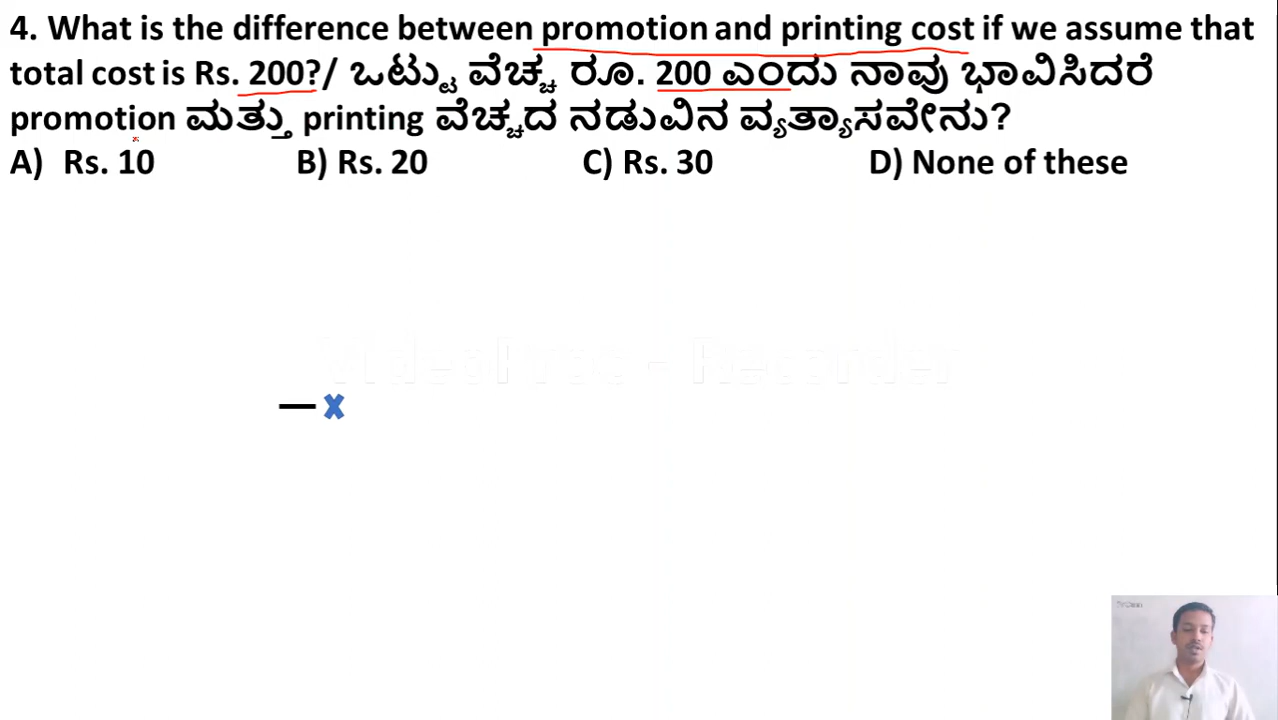 4. What is the difference between promotion and printing cost if we assume that
total cost is Rs. 200?/ ಒಟ್ಟು ವೆಚ್ಚ ರೂ. 200 ಎಂದು ನಾವು ಭಾವಿಸಿದರೆ
promotion ಮತ್ತು printing ವೆಚ್ಚದ ನಡುವಿನ ವ್ಯತ್ಯಾಸವೇನು?
A) Rs. 10 B) Rs. 20 C) Rs. 30 D) None of these
VideoProc - Recorder
— x